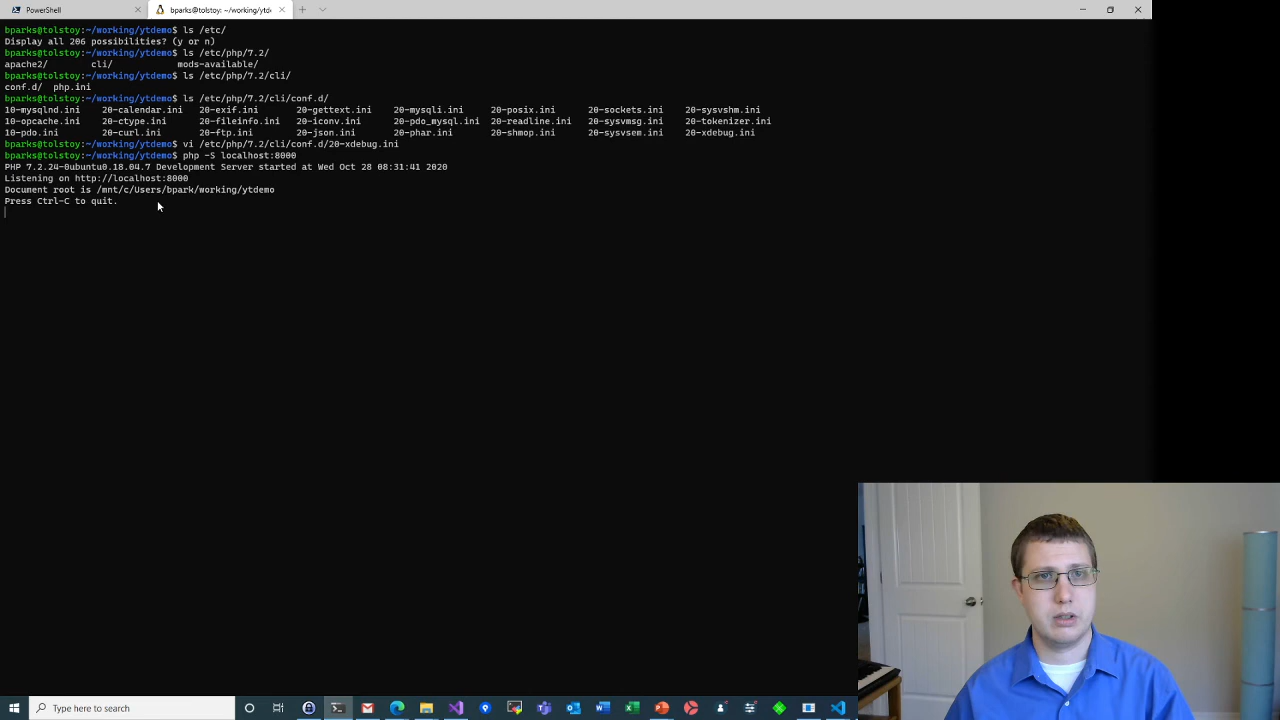 PowerShell
bparks@tolstoy: ~/working/ytd
bparks@tolstoy:~/working/ytdemo$ ls /etc/
Display all 206 possibilities? (y or n)
bparks@tolstoy:~/working/ytdemo$ ls /etc/php/7.2/
apache2/ cli/ mods-available/
bparks@tolstoy:~/working/ytdemo$ ls /etc/php/7.2/cli/
conf.d/ php.ini
bparks@tolstoy:~/working/ytdemo$ ls /etc/php/7.2/cli/conf.d/
10-mysqlnd.ini 20-calendar.ini 20-exif.ini 20-gettext.ini 20-mysqli.ini 20-posix.ini 20-sockets.ini 20-sysvshm.ini
10-opcache.ini 20-ctype.ini 20-fileinfo.ini 20-iconv.ini 20-pdo_mysql.ini 20-readline.ini 20-sysvmsg.ini 20-tokenizer.ini
10-pdo.ini 20-curl.ini 20-ftp.ini 20-json.ini 20-phar.ini 20-shmop.ini 20-sysvsem.ini 20-xdebug.ini
bparks@tolstoy:~/working/ytdemo$ vi /etc/php/7.2/cli/conf.d/20-xdebug.ini
bparks@tolstoy:~/working/ytdemo$ php -S localhost:8000
PHP 7.2.24-0ubuntu0.18.04.7 Development Server started at Wed Oct 28 08:31:41 2020
Listening on http://localhost:8000
Document root is /mnt/c/Users/bpark/working/ytdemo
Press Ctrl-C to quit.
Type here to search